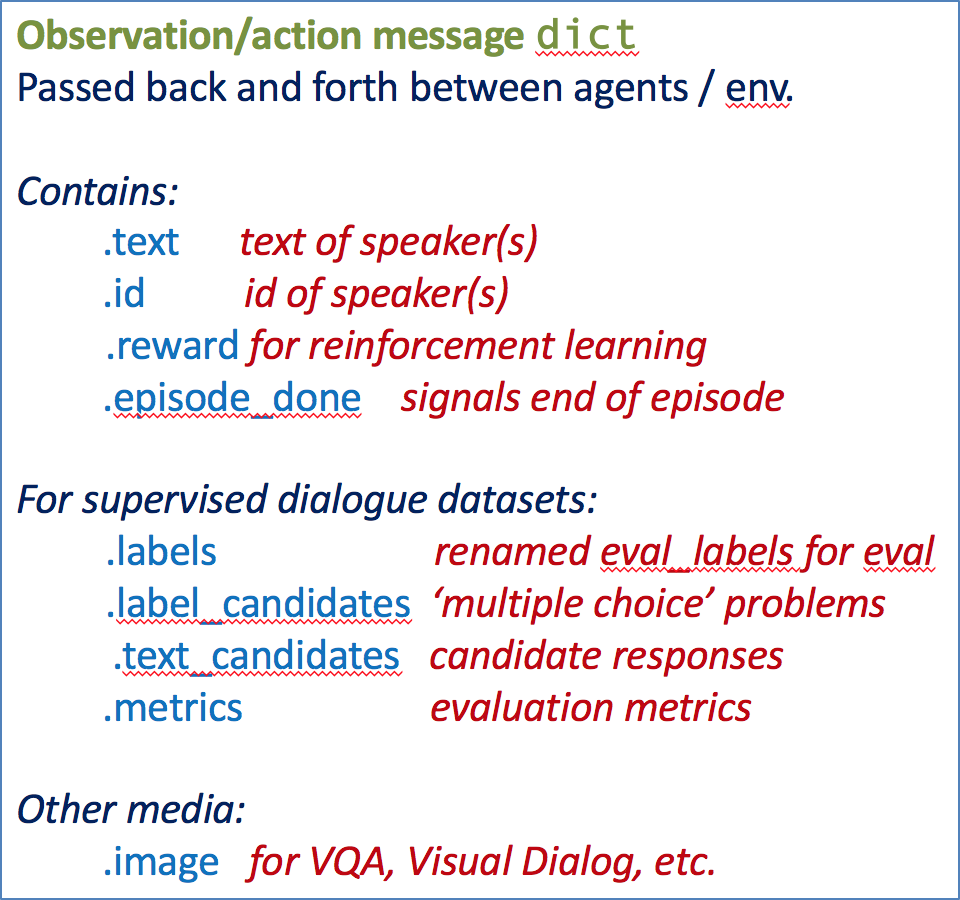 Observation/action message dict
Passed back and forth between agents / env.
Contains:
.text text of speaker(s)
.id id of speaker(s)
.reward for reinforcement learning
.episode_done signals end of episode
For supervised dialogue datasets:
.labels renamed eval_labels for eval
.label_candidates ‘multiple choice’ problems
.text_candidates candidate responses
.metrics evaluation metrics
Other media:
.image for VQA, Visual Dialog, etc.